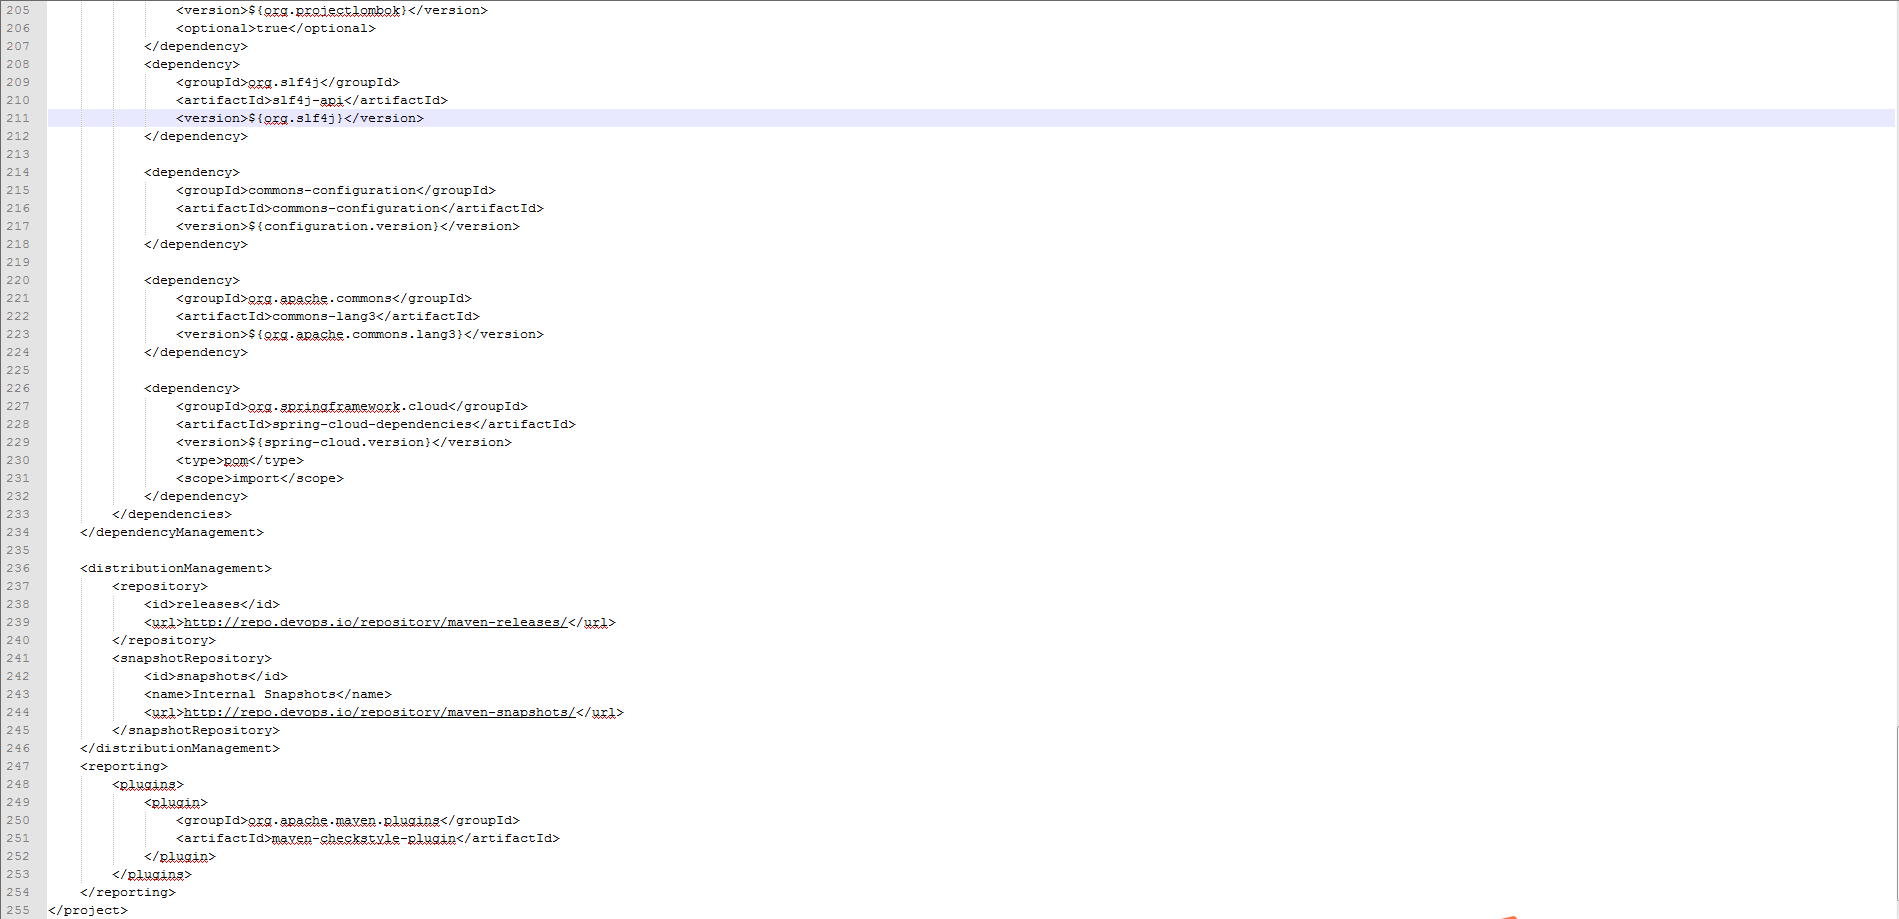 205 <version>${org.projectlombok}</version>
206 <optional>true</optional>
207 </dependency>
208 <dependency>
209 <groupId>org.slf4j</groupId>
210 <artifactId>slf4j-api</artifactId>
211 <version>${org.slf4j}</version>
212 </dependency>
213
214 <dependency>
215 <groupId>commons-configuration</groupId>
216 <artifactId>commons-configuration</artifactId>
217 <version>${configuration.version}</version>
218 </dependency>
219
220 <dependency>
221 <groupId>org.apache.commons</groupId>
222 <artifactId>commons-lang3</artifactId>
223 <version>${org.apache.commons.lang3}</version>
224 </dependency>
225
226 <dependency>
227 <groupId>org.springframework.cloud</groupId>
228 <artifactId>spring-cloud-dependencies</artifactId>
229 <version>${spring-cloud.version}</version>
230 <type>pom</type>
231 <scope>import</scope>
232 </dependency>
233 </dependencies>
234 </dependencyManagement>
235
236 <distributionManagement>
237 <repository>
238 <id>releases</id>
239 <url>http://repo.devops.io/repository/maven-releases/</url>
240 </repository>
241 <snapshotRepository>
242 <id>snapshots</id>
243 <name>Internal Snapshots</name>
244 <url>http://repo.devops.io/repository/maven-snapshots/</url>
245 </snapshotRepository>
246 </distributionManagement>
247 <reporting>
248 <plugins>
249 <plugin>
250 <groupId>org.apache.maven.plugins</groupId>
251 <artifactId>maven-checkstyle-plugin</artifactId>
252 </plugin>
253 </plugins>
254 </reporting>
255 </project>